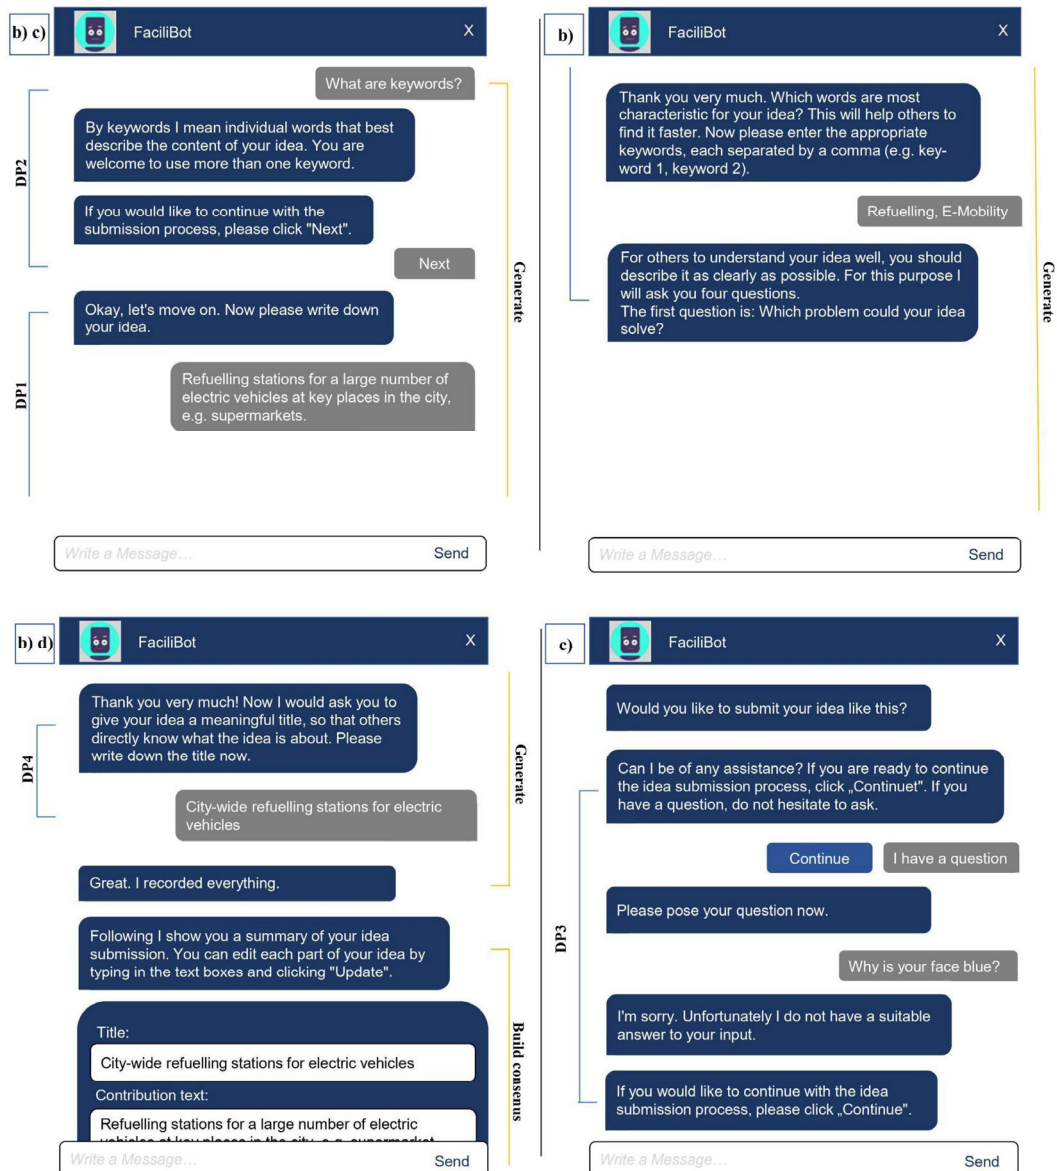 b) c)
FaciliBot
X
What are keywords?
By keywords I mean individual words that best
describe the content of your idea. You are
welcome to use more than one keyword.
If you would like to continue with the
submission process, please click "Next".
Next
Okay, let's move on. Now please write down
your idea.
Refuelling stations for a large number of
electric vehicles at key places in the city,
e.g. supermarkets.
DP2
DP1
Generate
Write a Message…
Send
b)
FaciliBot
X
Thank you very much. Which words are most
characteristic for your idea? This will help others to
find it faster. Now please enter the appropriate
keywords, each separated by a comma (e.g. key-
word 1, keyword 2).
Refuelling, E-Mobility
For others to understand your idea well, you should
describe it as clearly as possible. For this purpose I
will ask you four questions.
The first question is: Which problem could your idea
solve?
Generate
Write a Message…
Send
b) d)
FaciliBot
X
Thank you very much! Now I would ask you to
give your idea a meaningful title, so that others
directly know what the idea is about. Please
write down the title now.
City-wide refuelling stations for electric
vehicles
Great. I recorded everything.
Following I show you a summary of your idea
submission. You can edit each part of your idea by
typing in the text boxes and clicking "Update".
Title:
City-wide refuelling stations for electric vehicles
Contribution text:
Refuelling stations for a large number of electric
vehicles at key places in the city, e.g. supermarket
DP4
Generate
Build consenus
Write a Message…
Send
c)
FaciliBot
X
Would you like to submit your idea like this?
Can I be of any assistance? If you are ready to continue
the idea submission process, click „Continuet". If you
have a question, do not hesitate to ask.
Continue
I have a question
Please pose your question now.
Why is your face blue?
I'm sorry. Unfortunately I do not have a suitable
answer to your input.
If you would like to continue with the idea
submission process, please click „Continue".
DP3
Write a Message…
Send